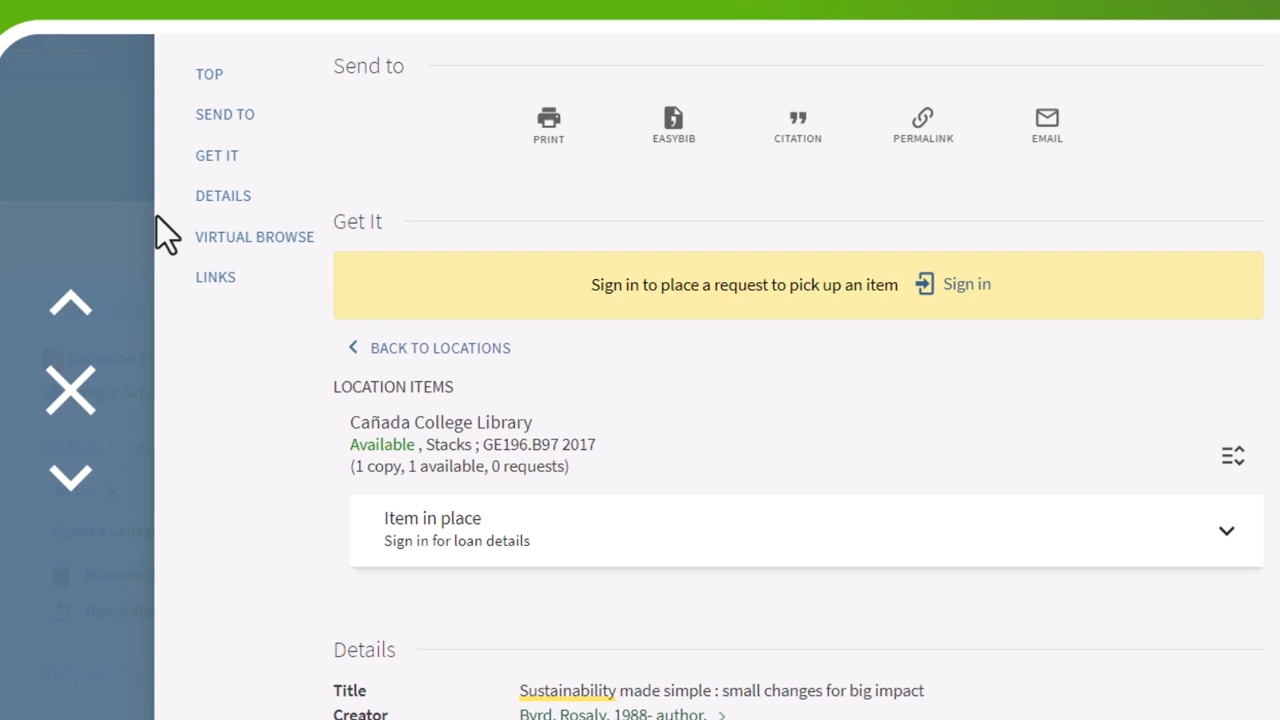 TOP
SEND TO
GET IT
DETAILS
VIRTUAL BROWSE
LINKS
Send to
PRINT
EASYBIB
CITATION
PERMALINK
EMAIL
Get It
Sign in to place a request to pick up an item Sign in
BACK TO LOCATIONS
LOCATION ITEMS
Cañada College Library
Available , Stacks ; GE196.B97 2017
(1 copy, 1 available, 0 requests)
Item in place
Sign in for loan details
Details
Title Sustainability made simple : small changes for big impact
Creator Byrd, Rosaly, 1988- author.